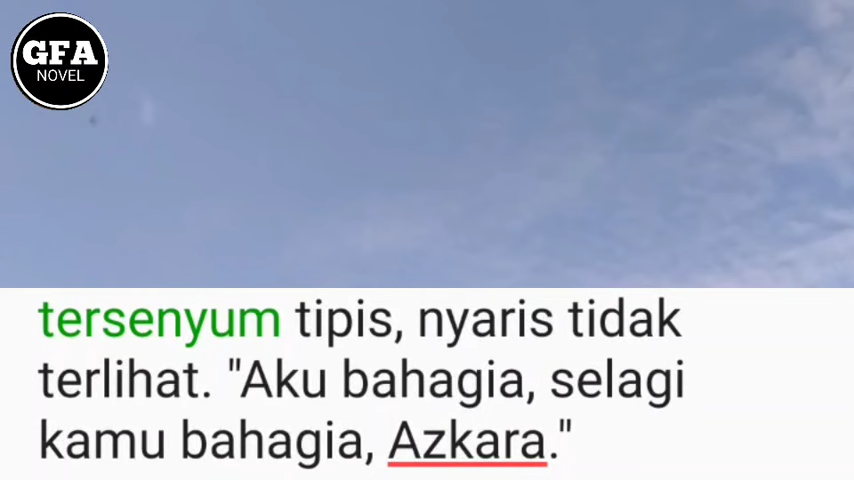 GFA
NOVEL
tersenyum tipis, nyaris tidak
terlihat. "Aku bahagia, selagi
kamu bahagia, Azkara."